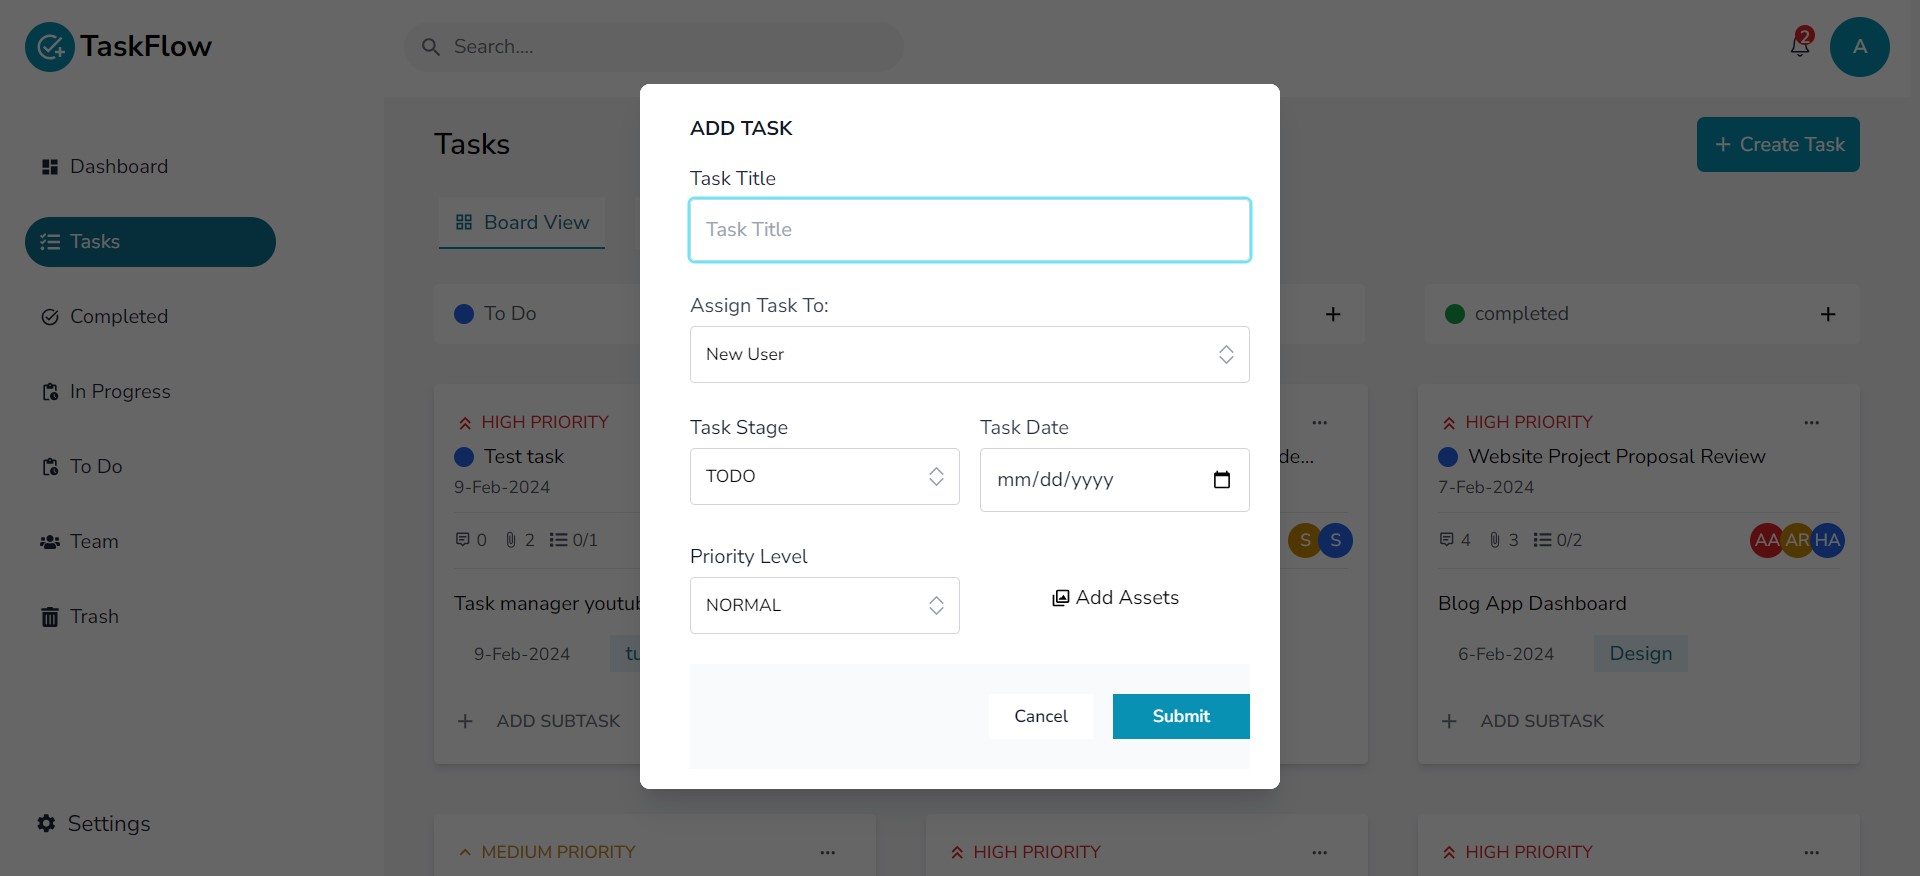 TaskFlow
Search....
2
A
Dashboard
Tasks
Completed
In Progress
To Do
Team
Trash
Settings
Tasks
+ Create Task
Board View
To Do
+
completed
+
HIGH PRIORITY
Test task
9-Feb-2024
0 2 0/1
Task manager
9-Feb-2024
+ ADD SUBTASK
MEDIUM PRIORITY
ADD TASK
Task Title
Task Title
Assign Task To:
New User
Task Stage
Task Date
TODO
mm/dd/yyyy
Priority Level
NORMAL
Add Assets
Cancel
Submit
...
S S
HIGH PRIORITY
HIGH PRIORITY
Website Project Proposal Review
7-Feb-2024
4 3 0/2
AA AR HA
Blog App Dashboard
6-Feb-2024 Design
+ ADD SUBTASK
HIGH PRIORITY